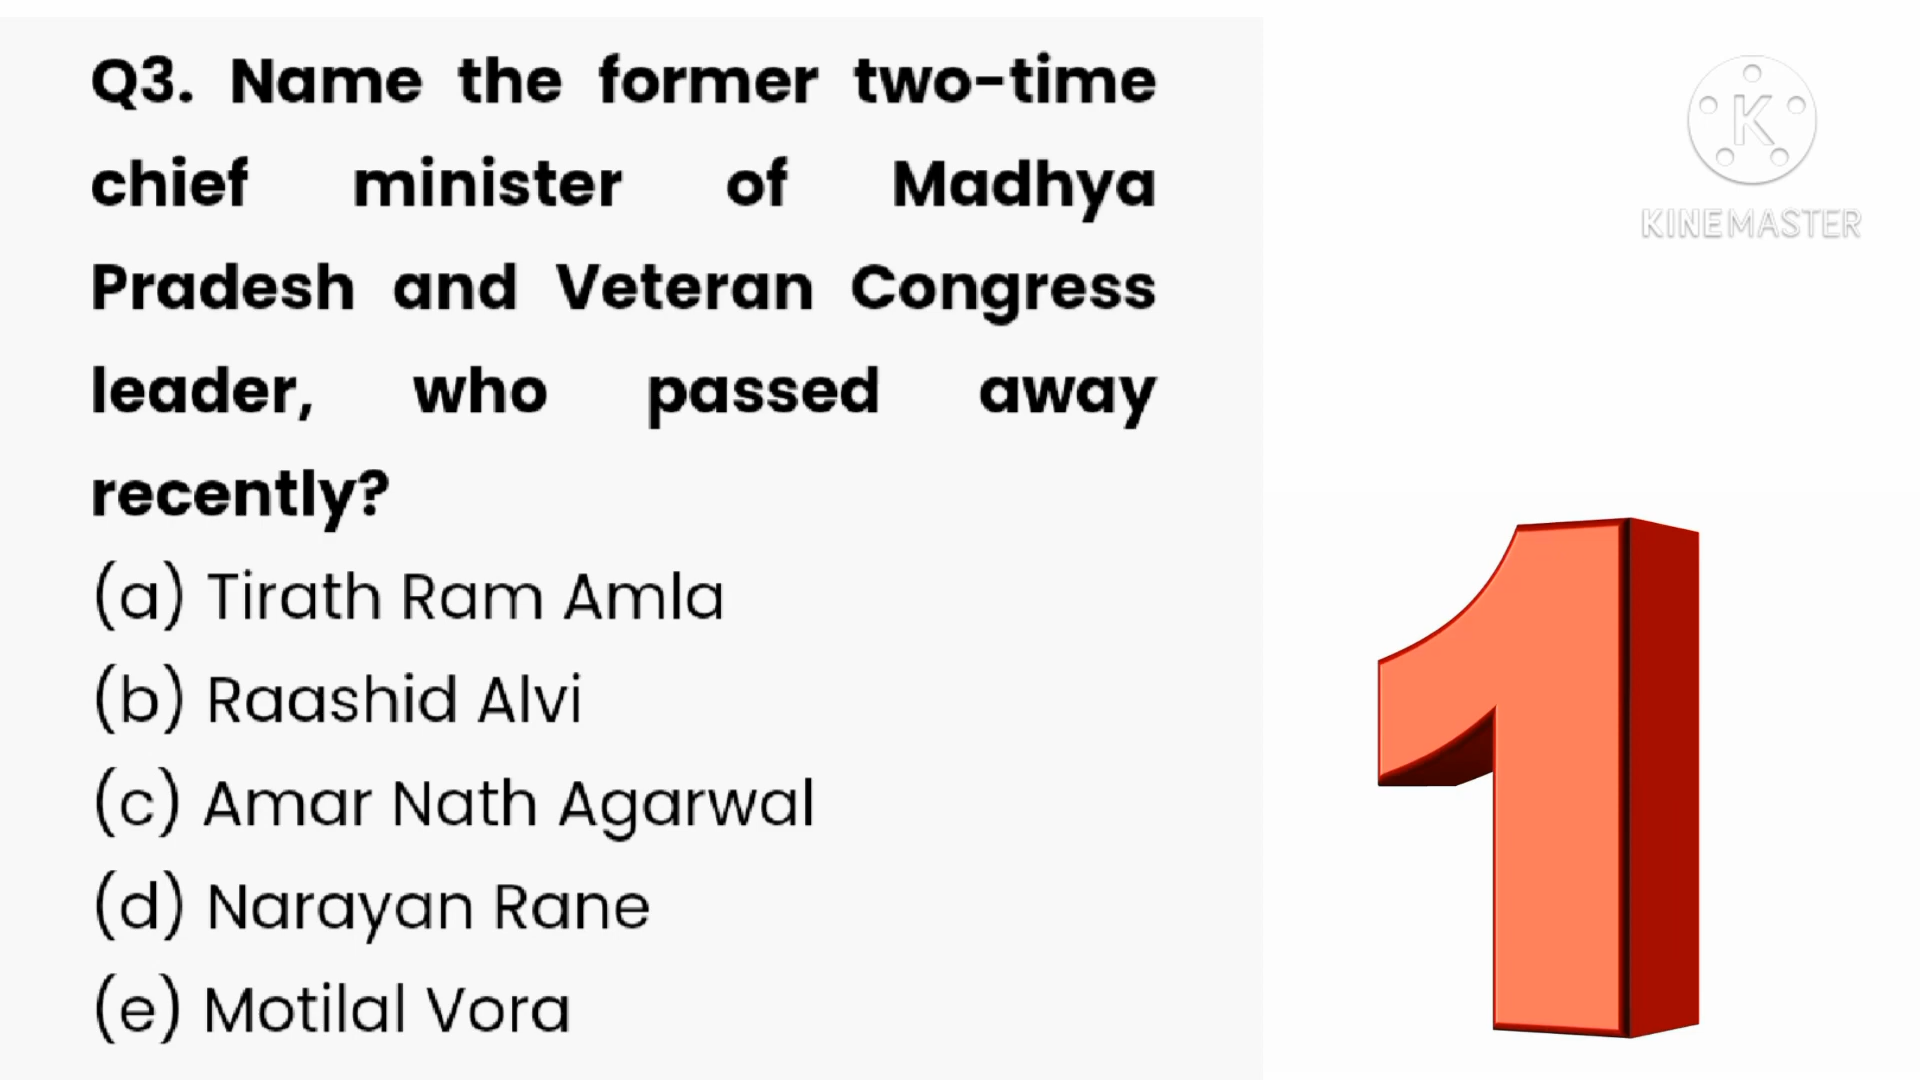 Q3. Name the former two-time
chief minister of Madhya
Pradesh and Veteran Congress
leader, who passed away
recently?
(a) Tirath Ram Amla
(b) Raashid Alvi
(c) Amar Nath Agarwal
(d) Narayan Rane
(e) Motilal Vora
K
KINEMASTER
1